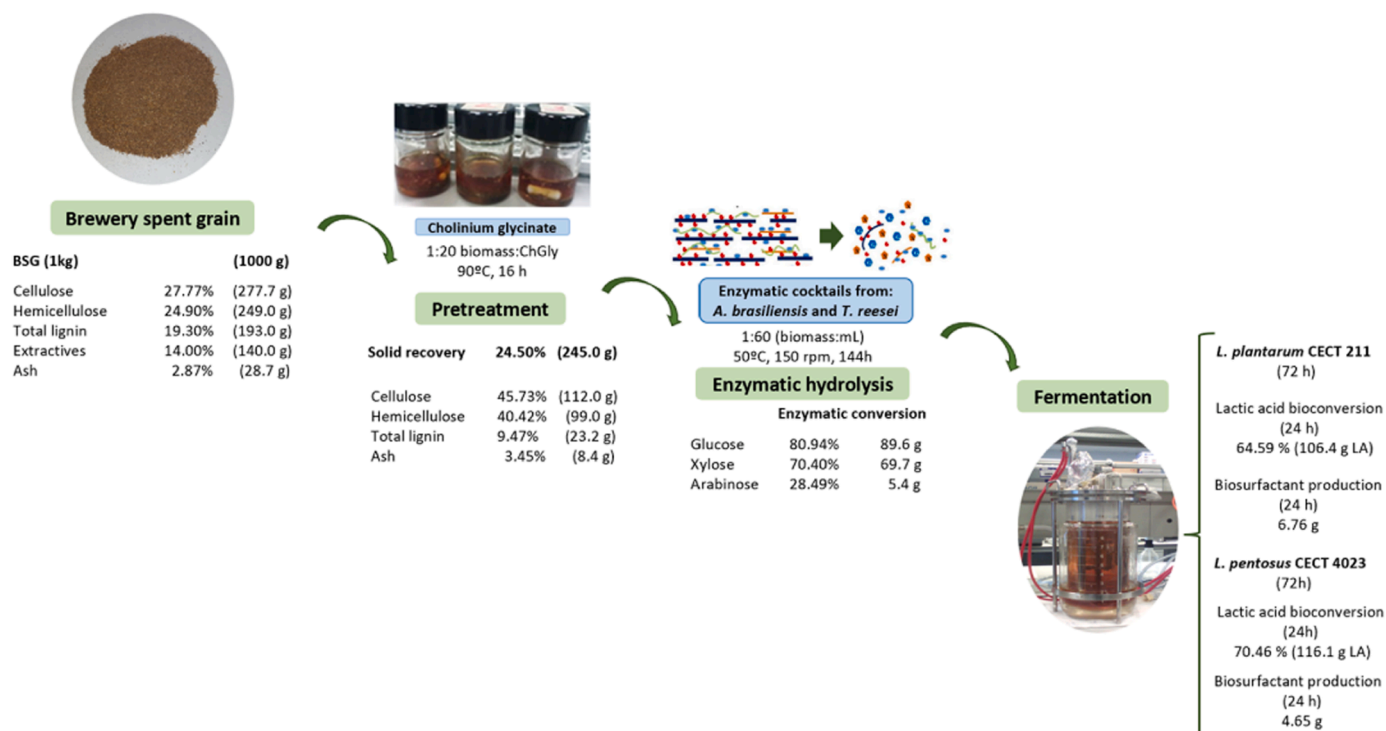 Brewery spent grain
BSG (1kg) (1000 g)
Cellulose 27.77% (277.7 g)
Hemicellulose 24.90% (249.0 g)
Total lignin 19.30% (193.0 g)
Extractives 14.00% (140.0 g)
Ash 2.87% (28.7 g)
Cholinium glycinate
1:20 biomass:ChGly
90ºC, 16 h
Pretreatment
Solid recovery 24.50% (245.0 g)
Cellulose 45.73% (112.0 g)
Hemicellulose 40.42% (99.0 g)
Total lignin 9.47% (23.2 g)
Ash 3.45% (8.4 g)
Enzymatic cocktails from:
A. brasiliensis and T. reesei
1:60 (biomass:mL)
50ºC, 150 rpm, 144h
Enzymatic hydrolysis
Enzymatic conversion
Glucose 80.94% 89.6 g
Xylose 70.40% 69.7 g
Arabinose 28.49% 5.4 g
Fermentation
L. plantarum CECT 211
(72 h)
Lactic acid bioconversion
(24 h)
64.59 % (106.4 g LA)
Biosurfactant production
(24 h)
6.76 g
L. pentosus CECT 4023
(72h)
Lactic acid bioconversion
(24h)
70.46 % (116.1 g LA)
Biosurfactant production
(24 h)
4.65 g